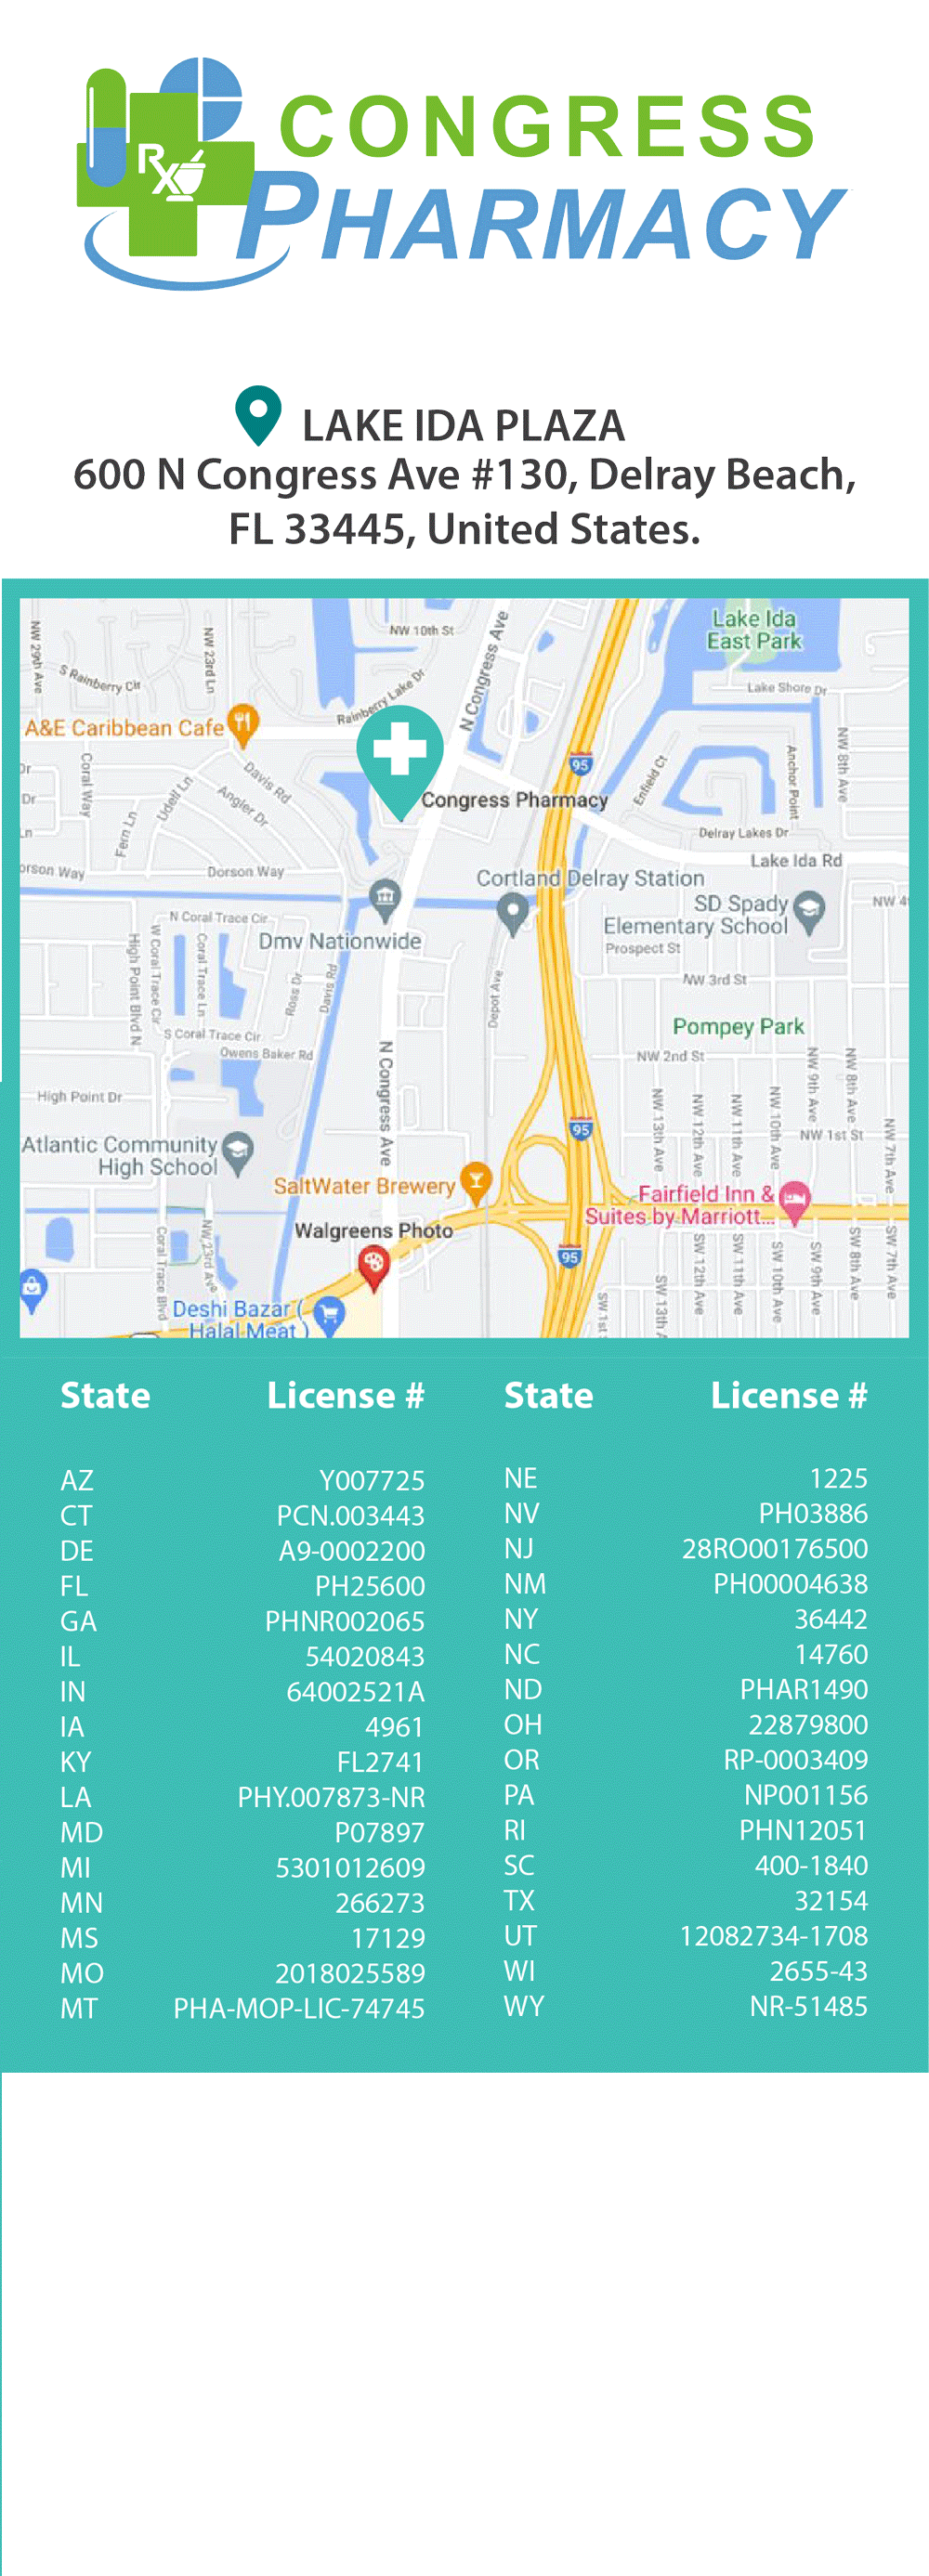 Rx
CONGRESS
PHARMACY
LAKE IDA PLAZA
600 N Congress Ave #130, Delray Beach,
FL 33445, United States.
NW 29th Ave
S Rainberry Cir
NW 23rd Ln
NW 10th St
Rainberry Lake Dr
N Congress Ave
Lake Ida
East Park
Lake Shore Dr
A&E Caribbean Cafe
95
NW 8th Ave
Dr
Coral Way
Davis Rd
Udell Ln
Angler Dr
Enfield Ct
Anchor Point
Dr
Congress Pharmacy
Fern Ln
Ln
Delray Lakes Dr
orson Way
Dorson Way
Lake Ida Rd
Cortland Delray Station
SD Spady
Elementary School
NW 4
N Coral Trace Cir
Dmv Nationwide
Prospect St
High Point Blvd N
W Coral Trace Cir
Coral Trace Ln
Ross Dr
Davis Rd
Depot Ave
NW 3rd St
S Coral Trace Cir
Pompey Park
Owens Baker Rd
NW 2nd St
N Congress Ave
High Point Dr
NW 13th Ave
NW 12th Ave
NW 11th Ave
NW 10th Ave
NW 9th Ave
NW 8th Ave
NW 7th Ave
95
NW 1st St
Atlantic Community
High School
SaltWater Brewery
Fairfield Inn &
Suites by Marriott...
Walgreens Photo
Coral Trace Blvd
NW 23rd Ave
95
SW 1st
SW 13th A
SW 12th Ave
SW 11th Ave
SW 10th Ave
SW 9th Ave
SW 8th Ave
SW 7th Ave
Deshi Bazar (
Halal Meat )
State License # State License #
AZ Y007725 NE 1225
CT PCN.003443 NV PH03886
DE A9-0002200 NJ 28RO00176500
FL PH25600 NM PH00004638
GA PHNR002065 NY 36442
IL 54020843 NC 14760
IN 64002521A ND PHAR1490
IA 4961 OH 22879800
KY FL2741 OR RP-0003409
LA PHY.007873-NR PA NP001156
MD P07897 RI PHN12051
MI 5301012609 SC 400-1840
MN 266273 TX 32154
MS 17129 UT 12082734-1708
MO 2018025589 WI 2655-43
MT PHA-MOP-LIC-74745 WY NR-51485